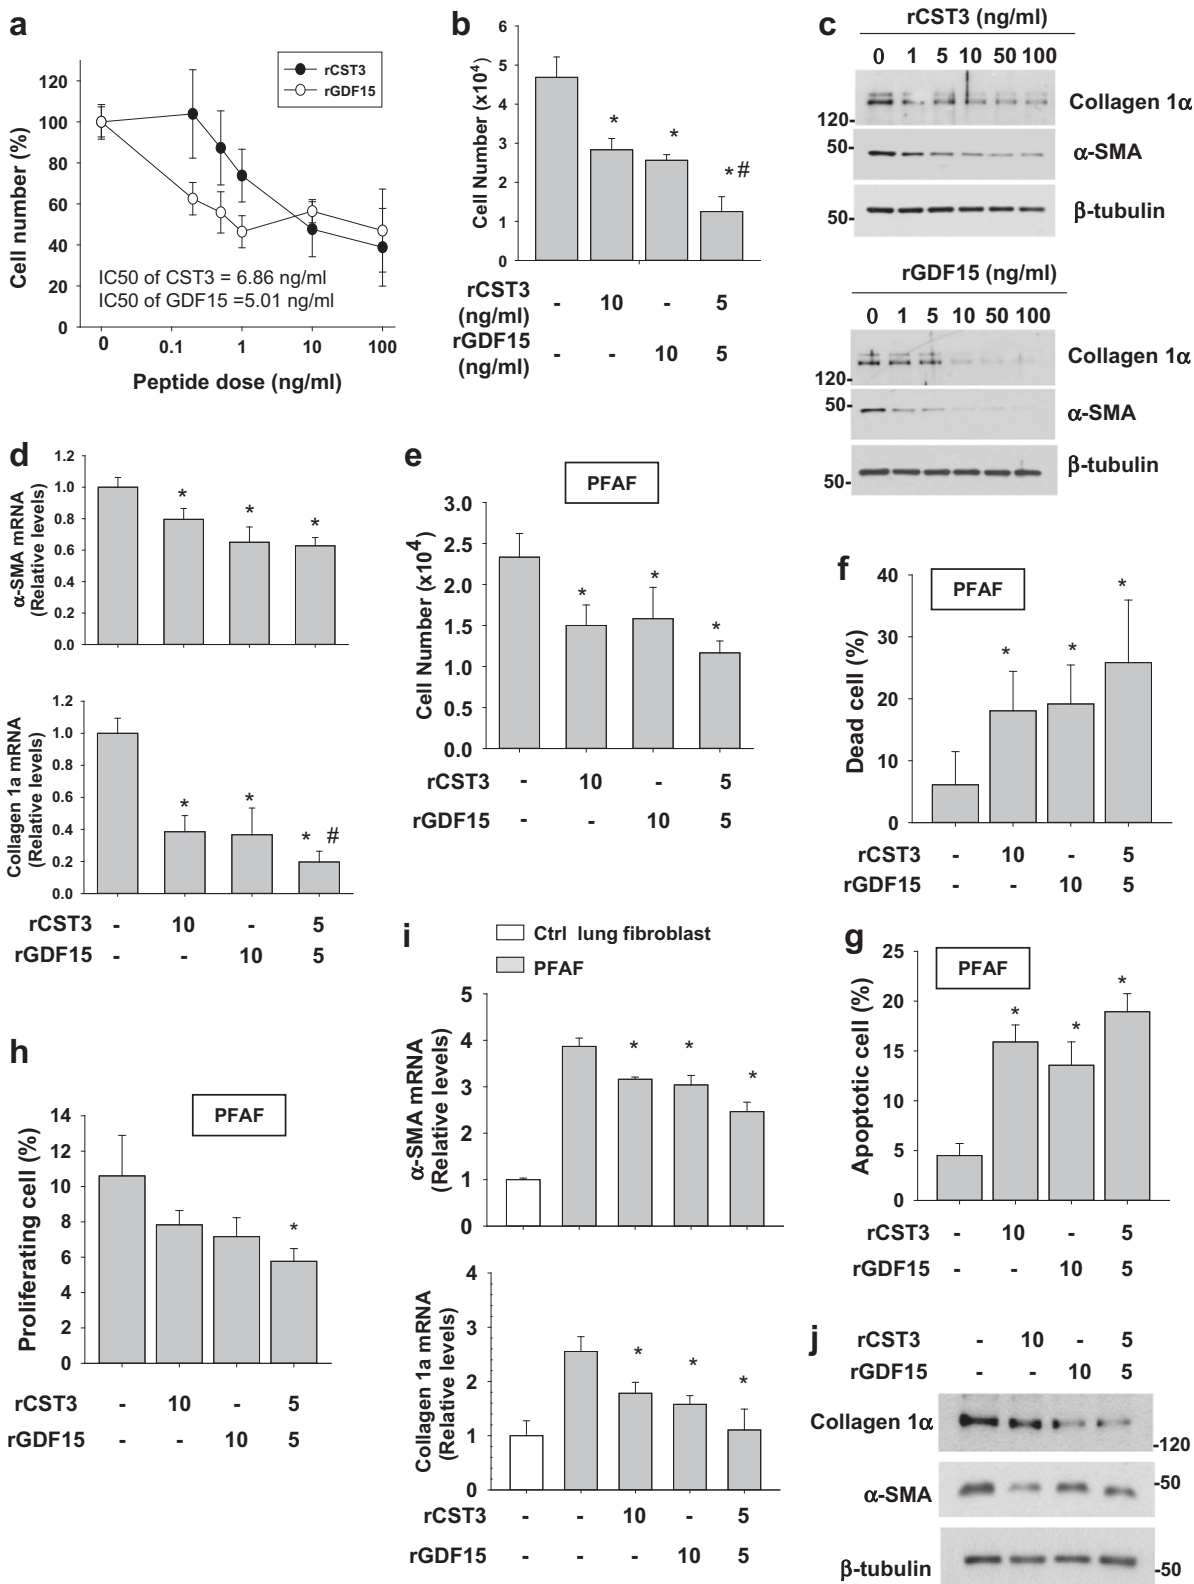 a
rCST3
rGDF15
120
100
80
60
40
20
0
Cell number (%)
IC50 of CST3 = 6.86 ng/ml
IC50 of GDF15 =5.01 ng/ml
0 0.1 1 10 100
Peptide dose (ng/ml)
b
6
5
4
3
2
1
0
Cell Number (x10⁴)
* * *#
rCST3 (ng/ml) - 10 - 5
rGDF15 (ng/ml) - - 10 5
c
rCST3 (ng/ml)
0 1 5 10 50 100
120- Collagen 1α
50- α-SMA
50- β-tubulin
rGDF15 (ng/ml)
0 1 5 10 50 100
120- Collagen 1α
50- α-SMA
50- β-tubulin
d
1.2
1.0
0.8
0.6
0.4
0.2
0.0
α-SMA mRNA
(Relative levels)
* * *
1.2
1.0
0.8
0.6
0.4
0.2
0.0
Collagen 1a mRNA
(Relative levels)
* * * #
rCST3 - 10 - 5
rGDF15 - - 10 5
e
PFAF
3.0
2.5
2.0
1.5
1.0
0.5
0.0
Cell Number (x10⁴)
* * *
rCST3 - 10 - 5
rGDF15 - - 10 5
f
PFAF
40
30
20
10
0
Dead cell (%)
* * *
rCST3 - 10 - 5
rGDF15 - - 10 5
g
PFAF
25
20
15
10
5
0
Apoptotic cell (%)
* * *
rCST3 - 10 - 5
rGDF15 - - 10 5
h
PFAF
14
12
10
8
6
4
2
0
Proliferating cell (%)
*
rCST3 - 10 - 5
rGDF15 - - 10 5
i
Ctrl lung fibroblast
PFAF
5
4
3
2
1
0
α-SMA mRNA
(Relative levels)
* * *
4
3
2
1
0
Collagen 1a mRNA
(Relative levels)
* * *
rCST3 - - 10 - 5
rGDF15 - - - 10 5
j
rCST3 - 10 - 5
rGDF15 - - 10 5
Collagen 1α -120
α-SMA -50
β-tubulin -50